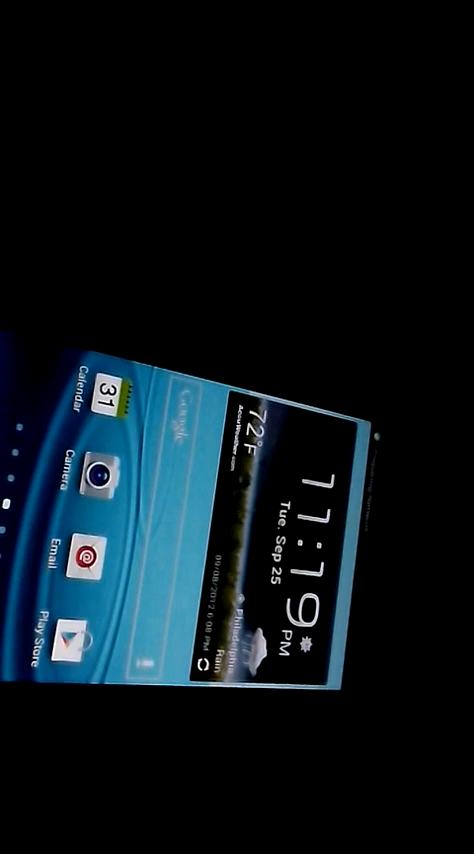 11:19 PM
Tue. Sep 25
Philadelphia
72°F
Rain
AccuWeather.com
09/08/2012 6:08 PM
Google
31
Calendar
Camera
Email
Play Store